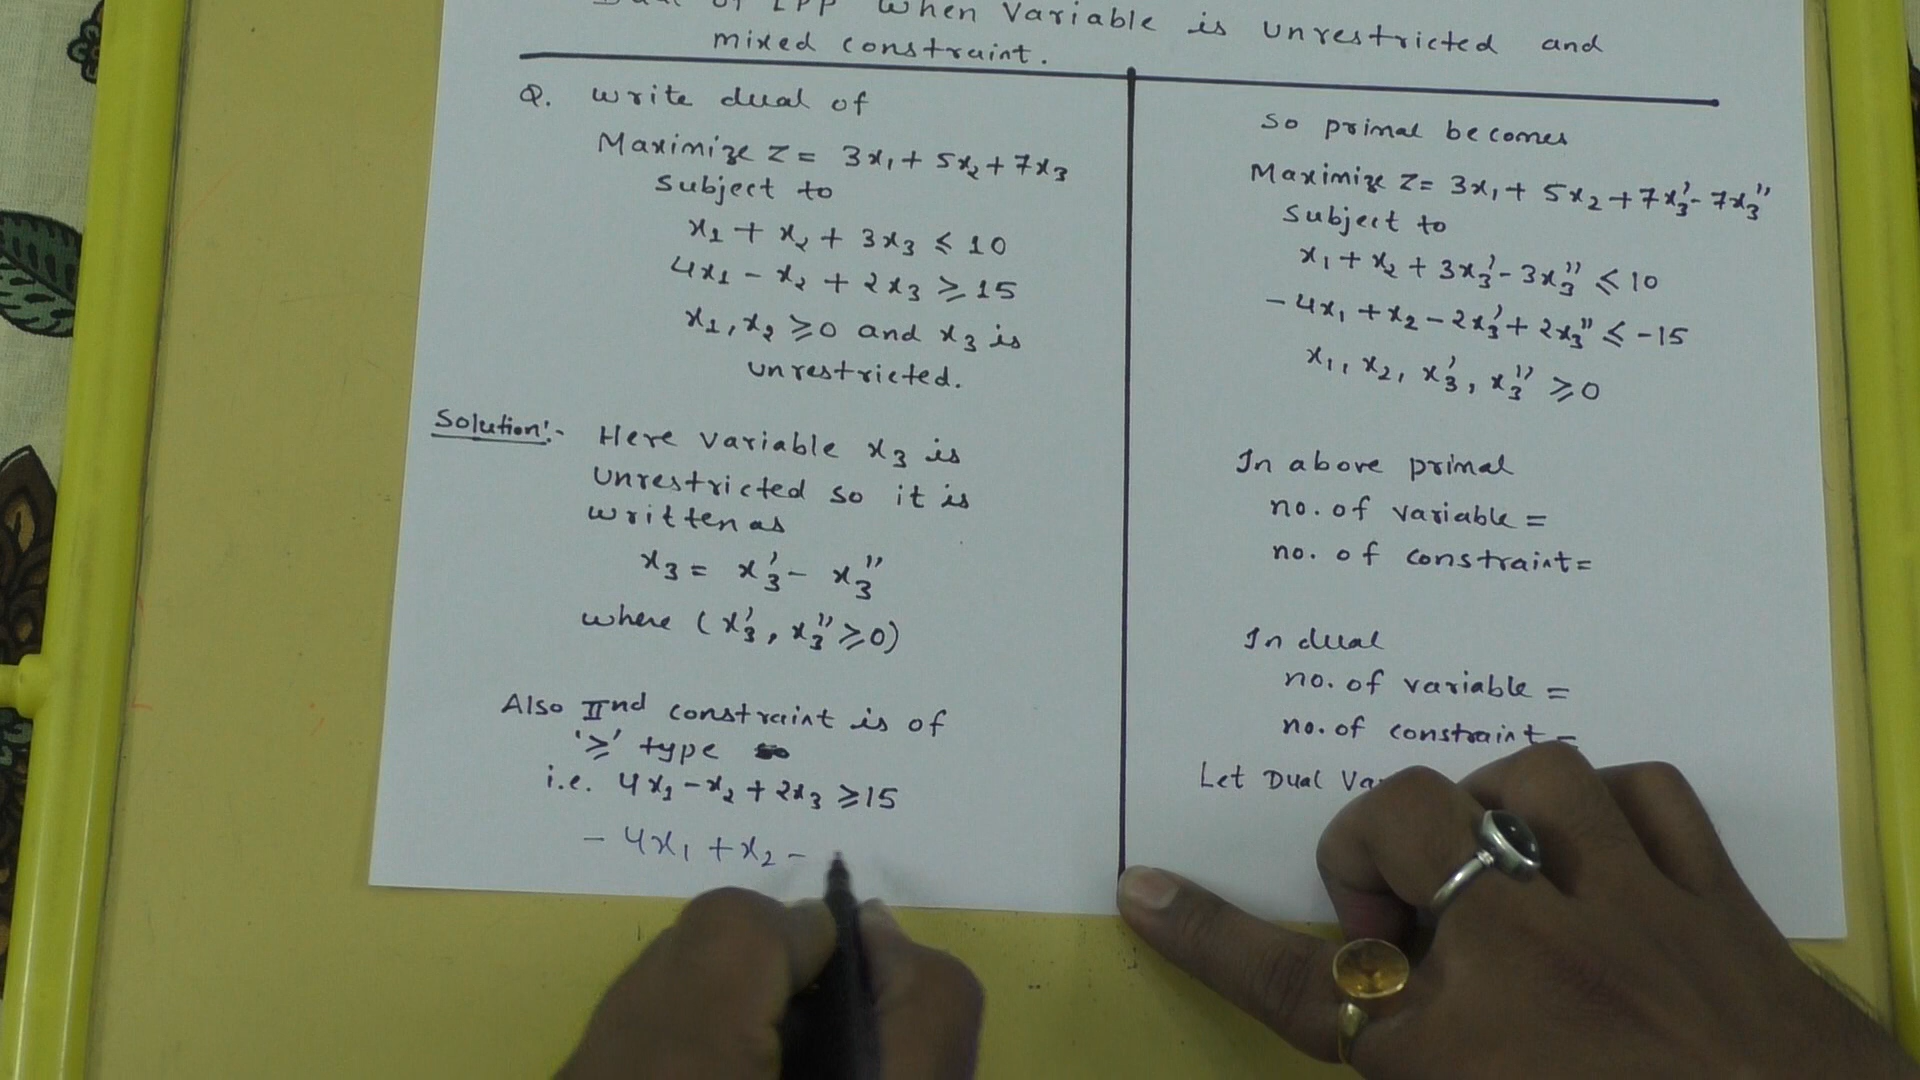 Dual of LPP when Variable is unrestricted and
mixed constraint.
Q. write dual of
Maximize z = 3x₁ + 5x₂ + 7x₃
subject to
x₁ + x₂ + 3x₃ ⩽ 10
4x₁ - x₂ + 2x₃ ⩾ 15
x₁, x₂ ⩾ 0 and x₃ is
unrestricted.
Solution:- Here variable x₃ is
unrestricted so it is
written as
x₃ = x₃' - x₃''
where (x₃', x₃'' ⩾ 0)
Also IInd constraint is of
'⩾' type
i.e. 4x₁ - x₂ + 2x₃ ⩾ 15
- 4x₁ + x₂ -
so primal becomes
Maximize z = 3x₁ + 5x₂ + 7x₃' - 7x₃''
subject to
x₁ + x₂ + 3x₃' - 3x₃'' ⩽ 10
- 4x₁ + x₂ - 2x₃' + 2x₃'' ⩽ -15
x₁, x₂, x₃', x₃'' ⩾ 0
In above primal
no. of variable =
no. of constraint =
In dual
no. of variable =
no. of constraint =
Let Dual Va